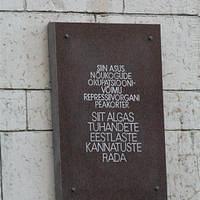 SIIN ASUS
NÕUKOGUDE
OKUPATSIOONI-
VÕIMU
REPRESSIIVORGANI
PEAKORTER
SIIT ALGAS
TUHANDETE
EESTLASTE
KANNATUSTE
RADA